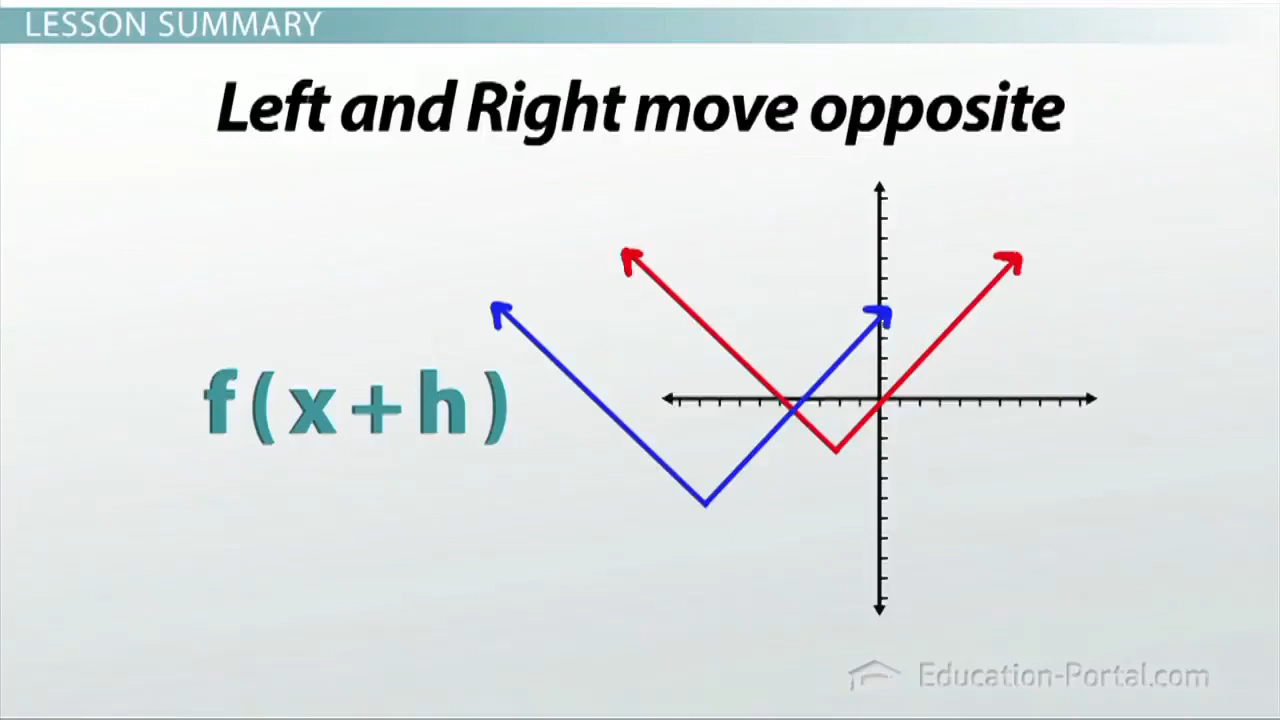 LESSON SUMMARY
Left and Right move opposite
f(x+h)
Education-Portal.com